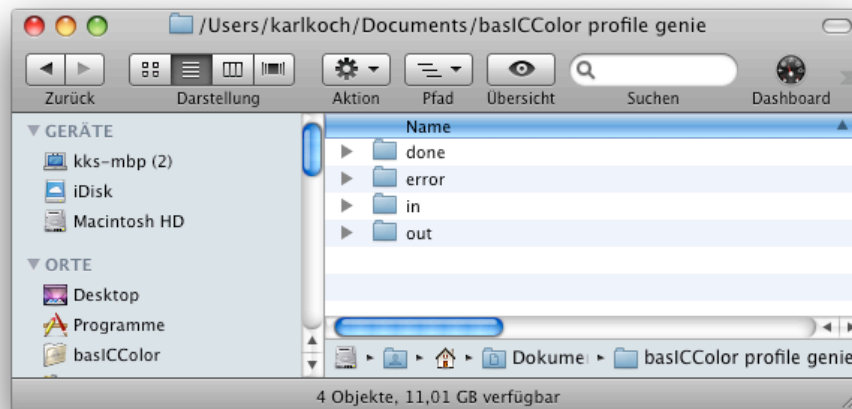 /Users/karlkoch/Documents/basICColor profile genie
Zurück Darstellung Aktion Pfad Übersicht Suchen Dashboard
GERÄTE
kks-mbp (2)
iDisk
Macintosh HD
ORTE
Desktop
Programme
basICColor
Name
done
error
in
out
Dokume basICColor profile genie
4 Objekte, 11,01 GB verfügbar